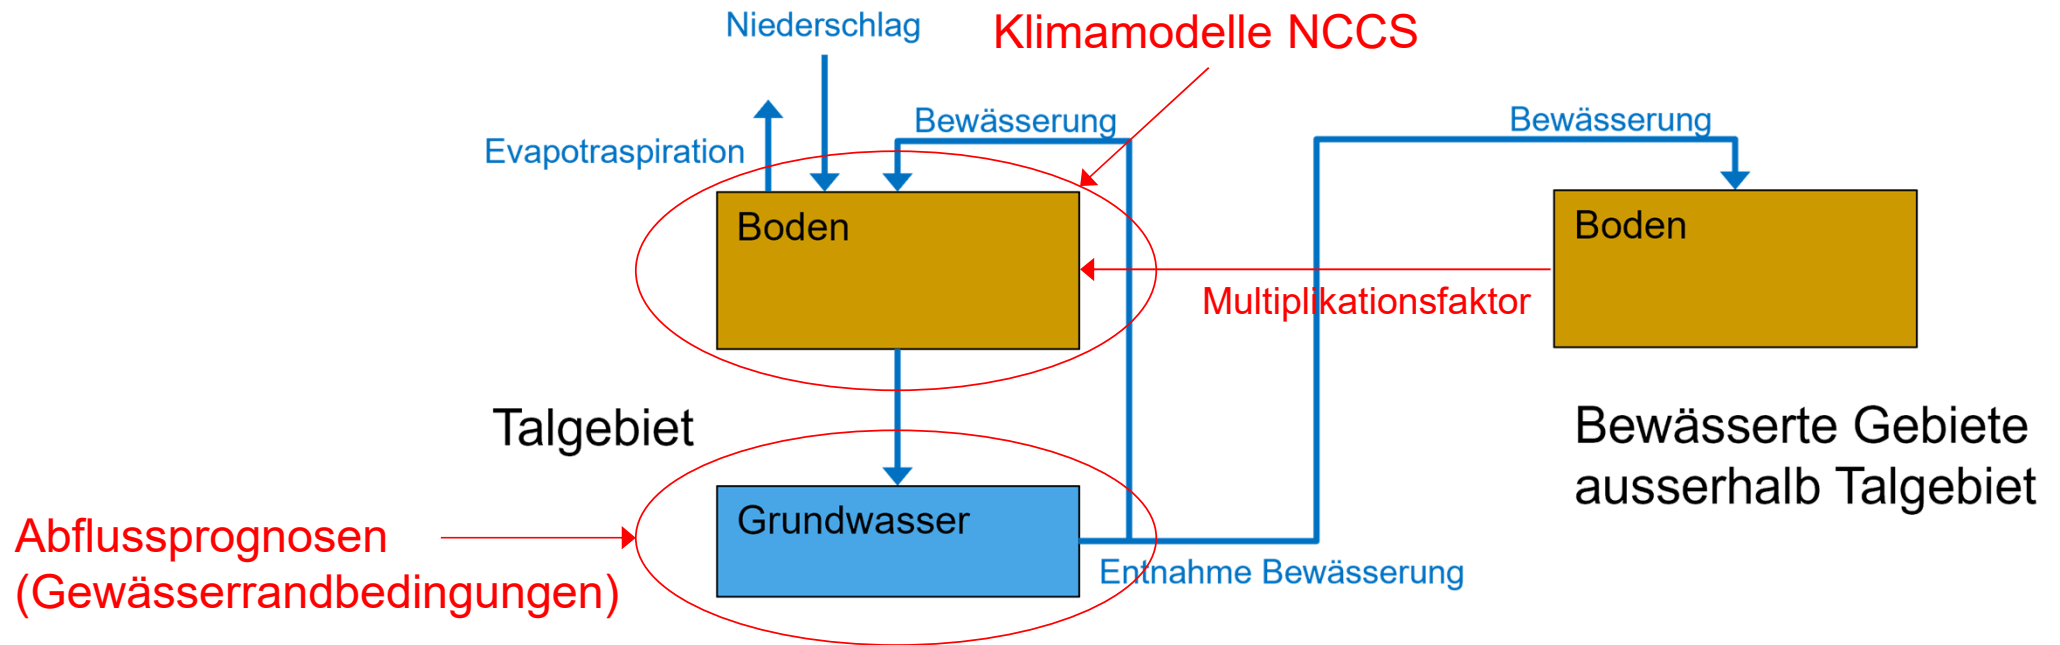 Niederschlag
Klimamodelle NCCS
Bewässerung
Bewässerung
Evapotraspiration
Boden
Boden
Multiplikationsfaktor
Talgebiet
Bewässerte Gebiete
ausserhalb Talgebiet
Grundwasser
Abflussprognosen
(Gewässerrandbedingungen)
Entnahme Bewässerung